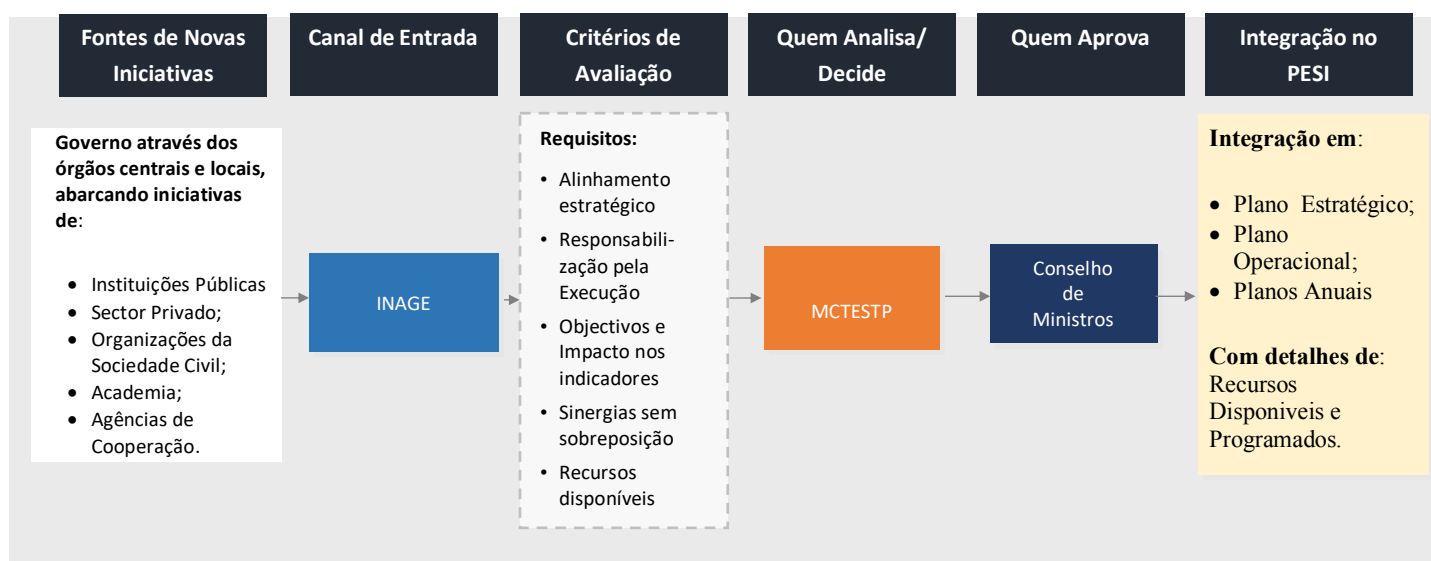 Fontes de Novas
Iniciativas
Canal de Entrada
Critérios de
Avaliação
Quem Analisa/
Decide
Quem Aprova
Integração no
PESI
Governo através dos
órgãos centrais e locais,
abarcando iniciativas
de:
• Instituições Públicas
• Sector Privado;
• Organizações da
Sociedade Civil;
• Academia;
• Agências de
Cooperação.
INAGE
Requisitos:
• Alinhamento
estratégico
• Responsabili-
zação pela
Execução
• Objectivos e
Impacto nos
indicadores
• Sinergias sem
sobreposição
• Recursos
disponíveis
MCTESTP
Conselho
de
Ministros
Integração em:
• Plano Estratégico;
• Plano
Operacional;
• Planos Anuais
Com detalhes de:
Recursos
Disponiveis e
Programados.